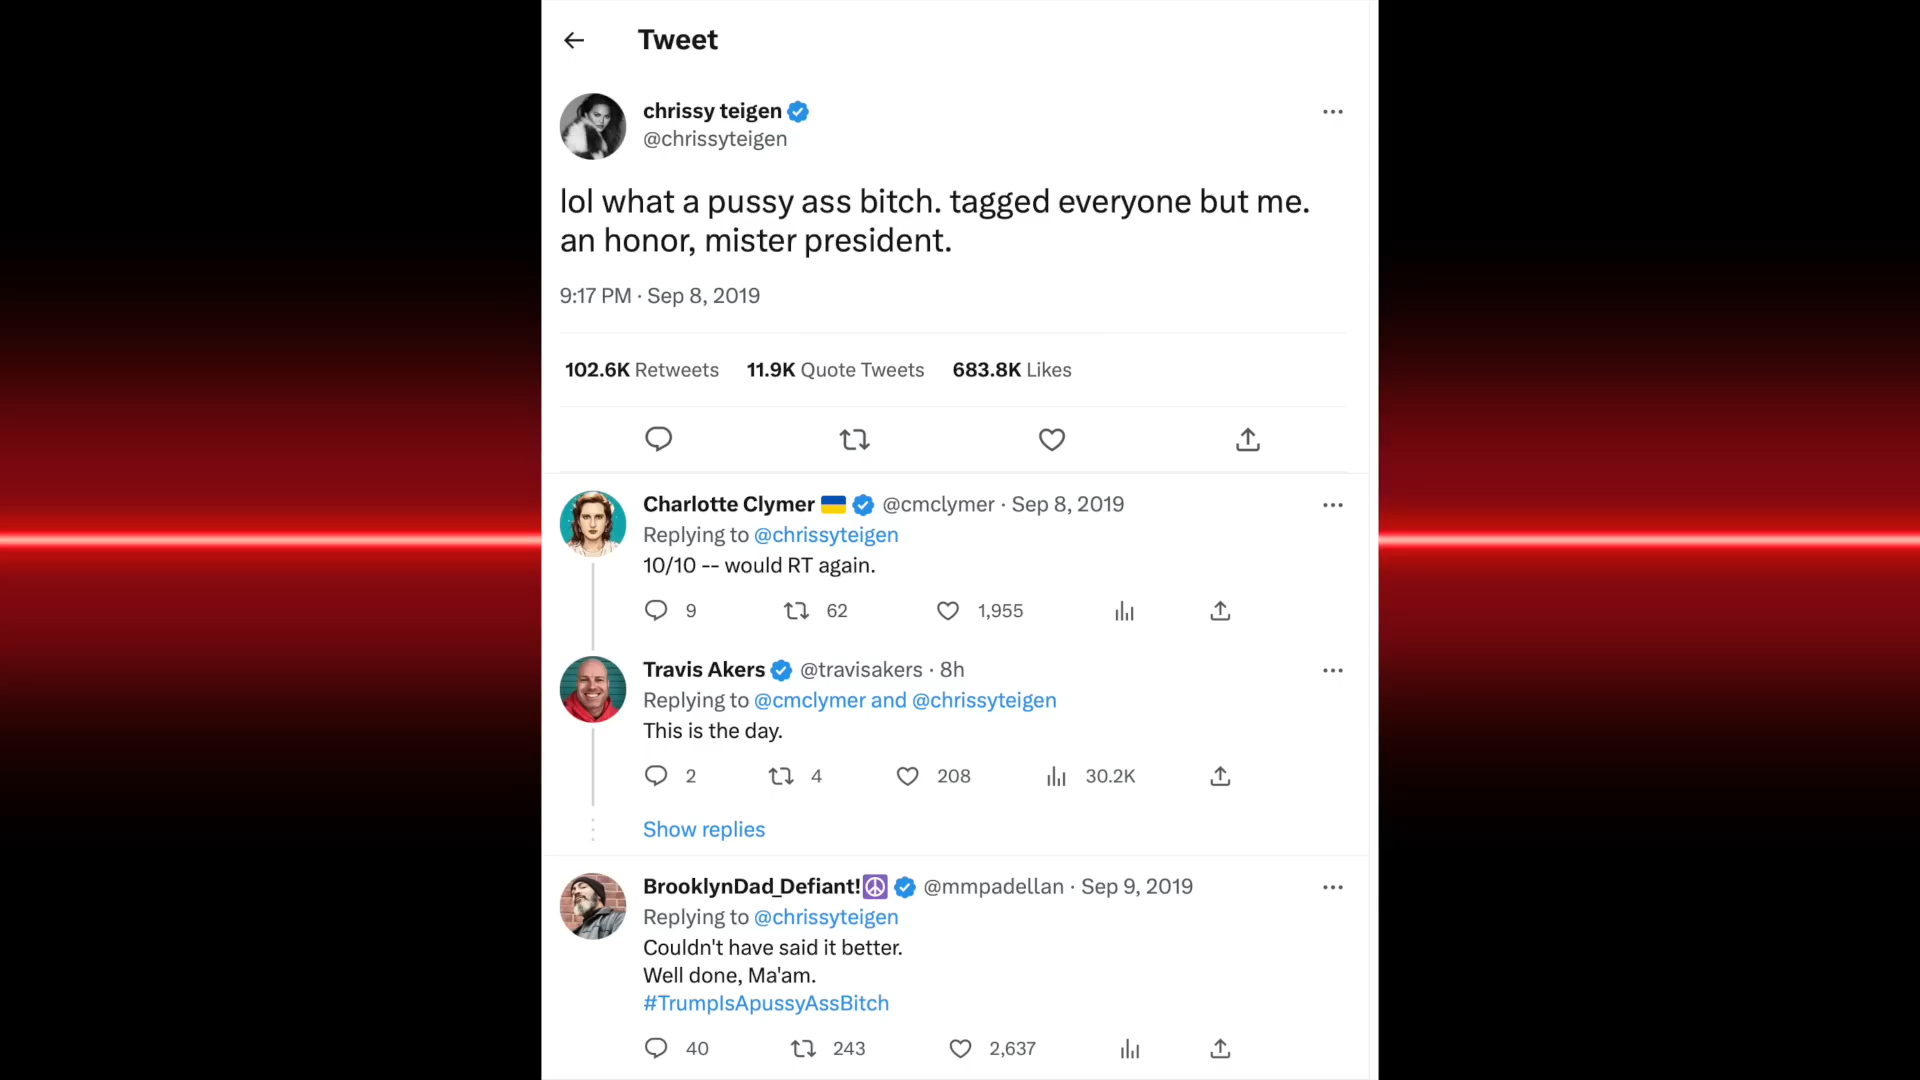 Tweet
chrissy teigen
@chrissyteigen
lol what a pussy ass bitch. tagged everyone but me.
an honor, mister president.
9:17 PM · Sep 8, 2019
102.6K Retweets 11.9K Quote Tweets 683.8K Likes
Charlotte Clymer 🇺🇦 @cmclymer · Sep 8, 2019
Replying to @chrissyteigen
10/10 -- would RT again.
9 62 1,955
Travis Akers @travisakers · 8h
Replying to @cmclymer and @chrissyteigen
This is the day.
2 4 208 30.2K
Show replies
BrooklynDad_Defiant!☮️ @mmpadellan · Sep 9, 2019
Replying to @chrissyteigen
Couldn't have said it better.
Well done, Ma'am.
#TrumpIsApussyAssBitch
40 243 2,637